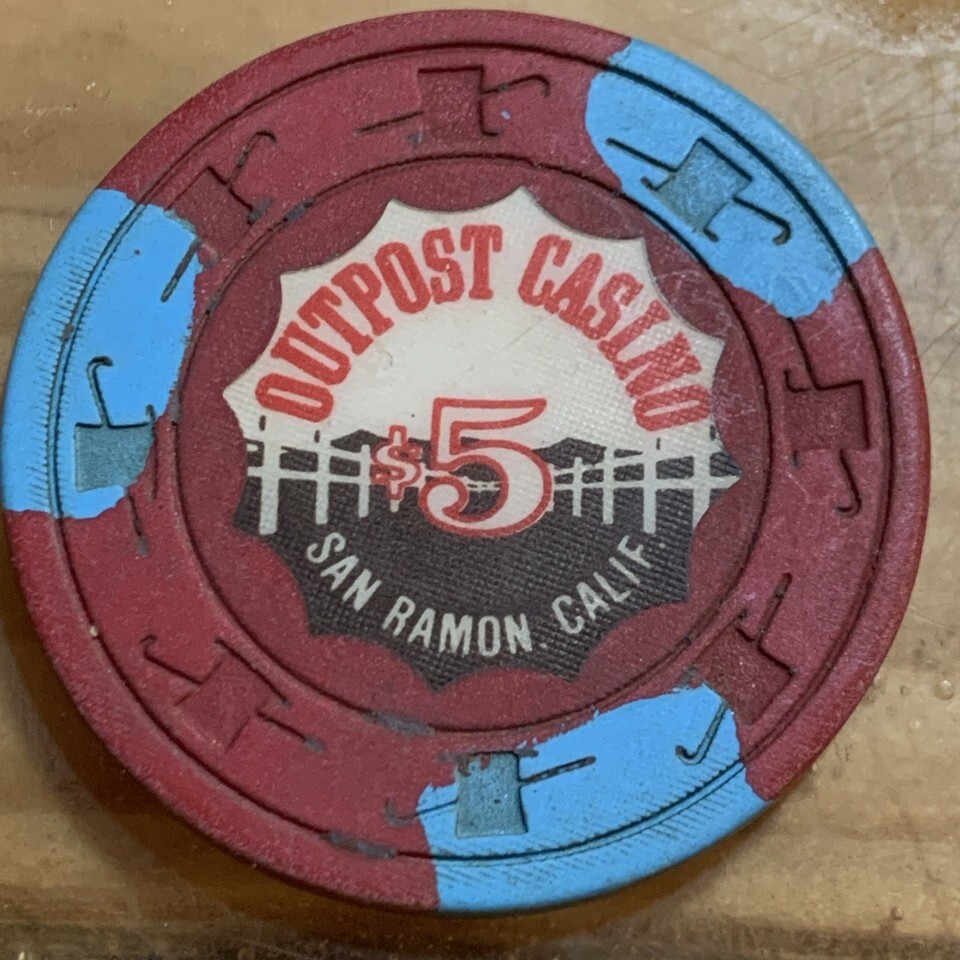 OUTPOST CASINO
$5
SAN RAMON, CALIF.